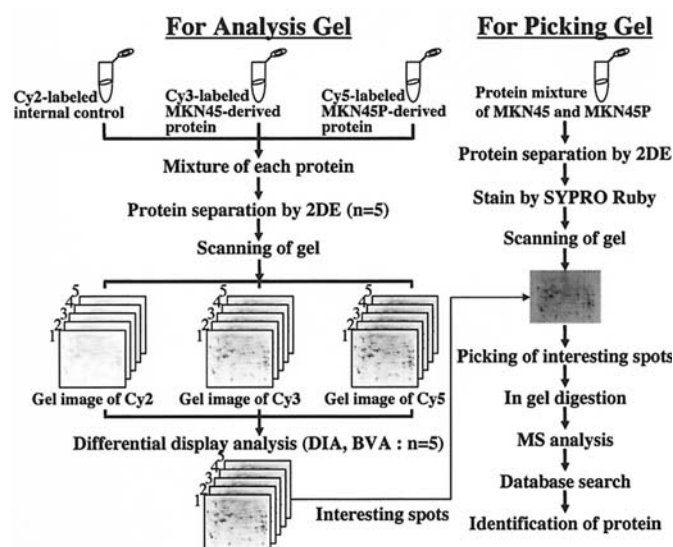 For Analysis Gel
Cy2-labeled
internal control
Cy3-labeled
MKN45-derived
protein
Cy5-labeled
MKN45P-derived
protein
Mixture of each protein
Protein separation by 2DE (n=5)
Scanning of gel
5
4
3
2
1
5
4
3
2
1
5
4
3
2
1
Gel image of Cy2
Gel image of Cy3
Gel image of Cy5
Differential display analysis (DIA, BVA : n=5)
5
4
3
2
1
Interesting spots
For Picking Gel
Protein mixture
of MKN45 and MKN45P
Protein separation by 2DE
Stain by SYPRO Ruby
Scanning of gel
Picking of interesting spots
In gel digestion
MS analysis
Database search
Identification of protein